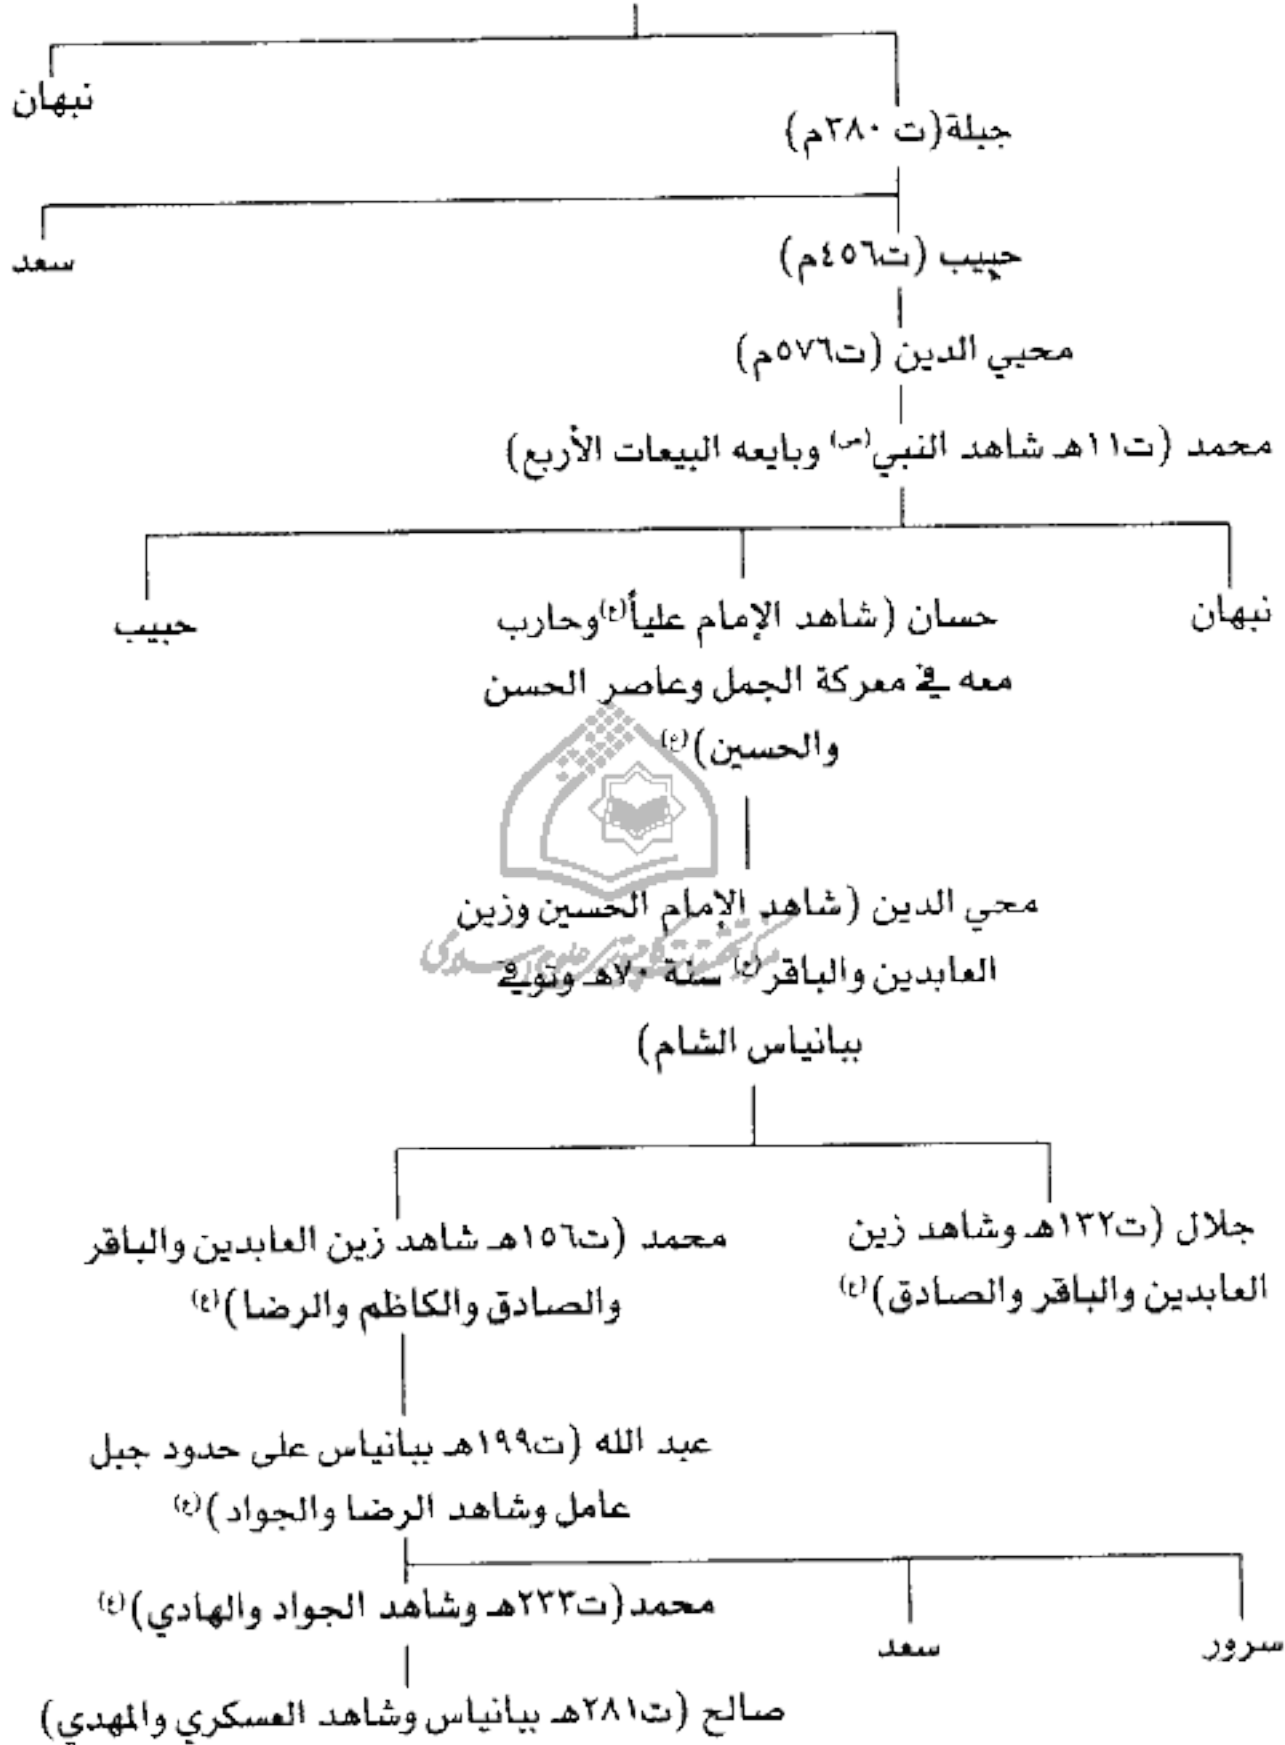 نبهان
جبلة(ت ٣٨٠م)
سعد
حبيب (ت٤٥٦م)
محيي الدين (ت٥٧٦م)
محمد (ت١١هـ شاهد النبي(ص) وبايعه البيعات الأربع)
نبهان
حسان (شاهد الإمام علياً(ع)وحارب
معه في معركة الجمل وعاصر الحسن
والحسين)(ع)
حبيب
محي الدين (شاهد الإمام الحسين وزين
العابدين والباقر(ع) سنة ٧٠هـ وتوفي
ببانياس الشام)
جلال (ت١٣٢هـ وشاهد زين
العابدين والباقر والصادق)(ع)
محمد (ت١٥٦هـ شاهد زين العابدين والباقر
والصادق والكاظم والرضا)(ع)
عبد الله (ت١٩٩هـ ببانياس على حدود جبل
عامل وشاهد الرضا والجواد)(ع)
سرور
سعد
محمد(ت٢٣٣هـ وشاهد الجواد والهادي)(ع)
صالح (ت٢٨١هـ ببانياس وشاهد العسكري والمهدي)